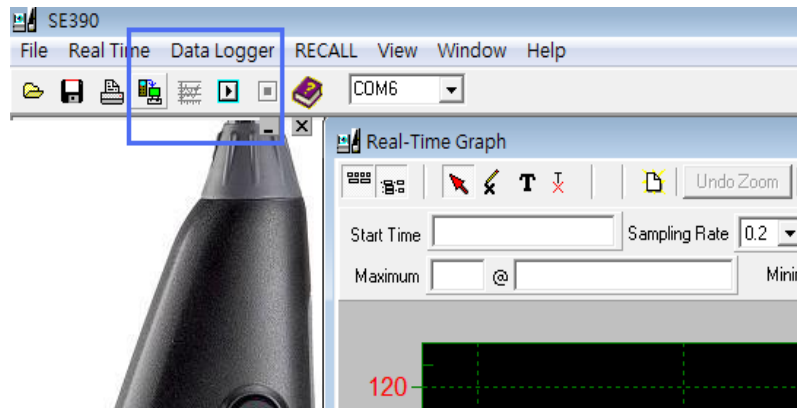 SE390
File Real Time Data Logger RECALL View Window Help
COM6
Real-Time Graph
T T
Undo Zoom
Start Time Sampling Rate 0.2
Maximum @ Mini
120